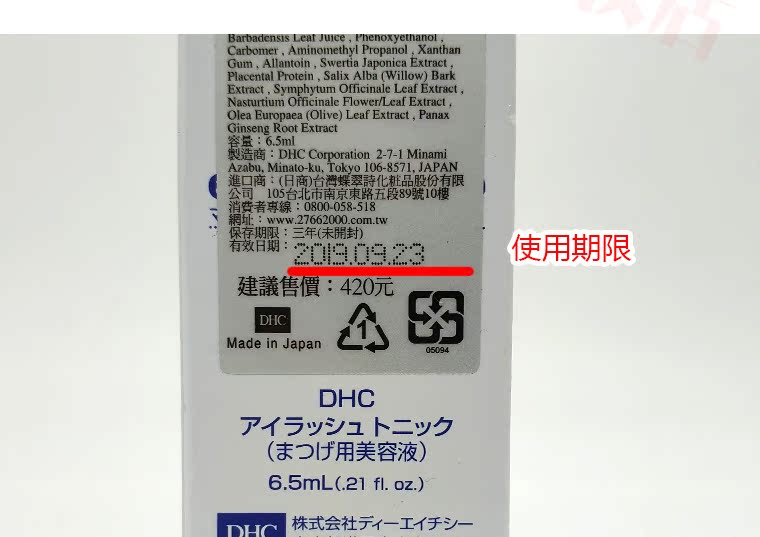 Barbadensis Leaf Juice , Phenoxyethanol ,
Carbomer , Aminomethyl Propanol , Xanthan
Gum , Allantoin , Swertia Japonica Extract ,
Placental Protein , Salix Alba (Willow) Bark
Extract , Symphytum Officinale Leaf Extract ,
Nasturtium Officinale Flower/Leaf Extract ,
Olea Europaea (Olive) Leaf Extract , Panax
Ginseng Root Extract
容量：6.5ml
製造商：DHC Corporation 2-7-1 Minami
Azabu, Minato-ku, Tokyo 106-8571, JAPAN
進口商：(日商)台灣蝶翠詩化粧品股份有限
公司 105台北市南京東路五段89號10樓
消費者專線：0800-058-518
網址：www.27662000.com.tw
保存期限：三年(未開封)
有效日期：2019.09.23
使用期限
建議售價：420元
DHC
Made in Japan
1
05094
DHC
アイラッシュトニック
（まつげ用美容液）
6.5mL(.21 fl. oz.)
DHC 株式会社ディーエイチシー